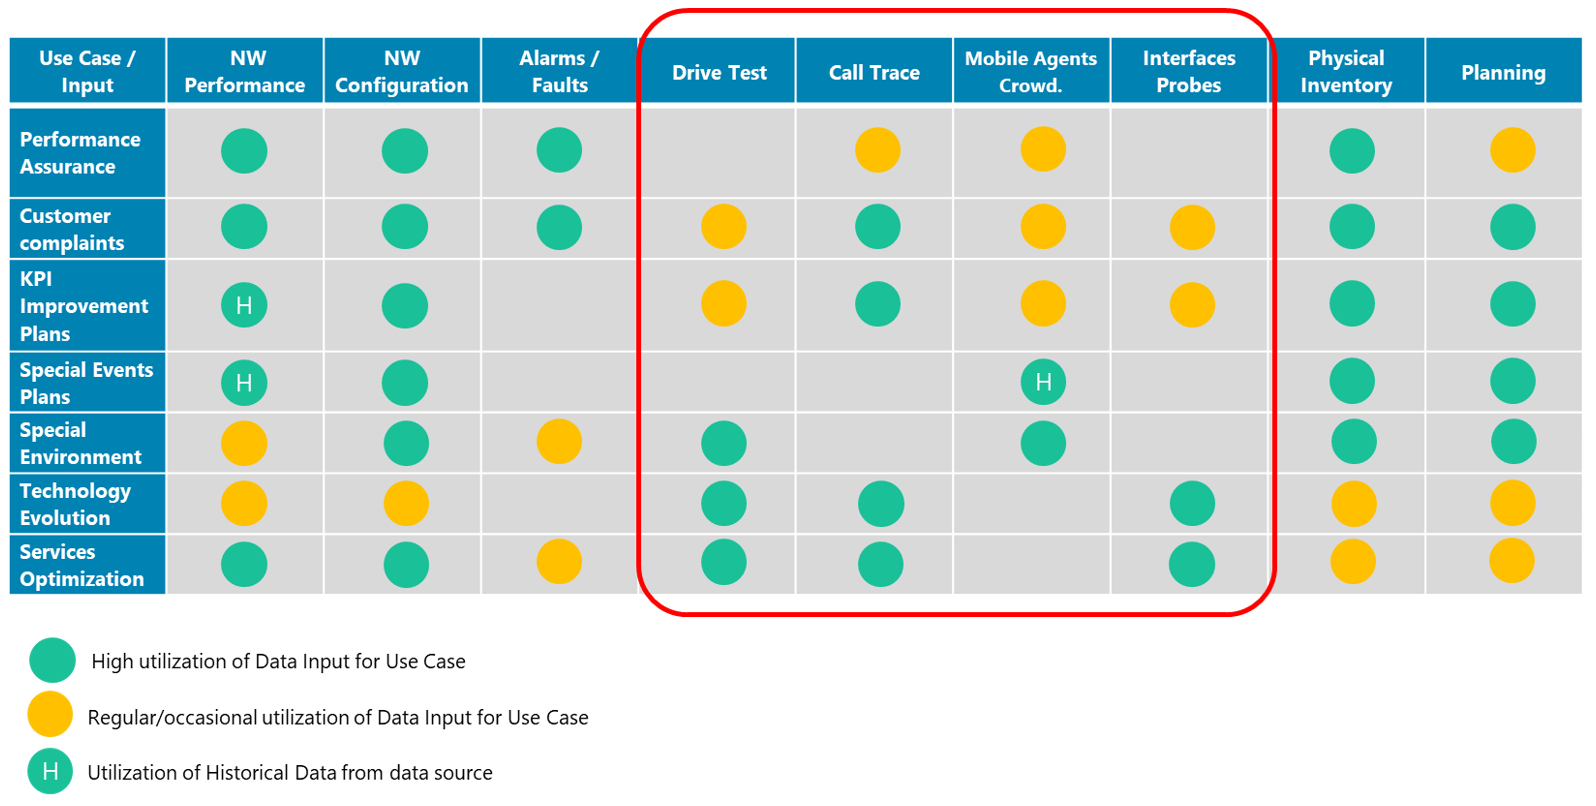 Use Case /
Input
NW
Performance
NW
Configuration
Alarms /
Faults
Drive Test
Call Trace
Mobile Agents
Crowd.
Interfaces
Probes
Physical
Inventory
Planning
Performance
Assurance
Customer
complaints
KPI
Improvement
Plans
H
Special Events
Plans
H
H
Special
Environment
Technology
Evolution
Services
Optimization
High utilization of Data Input for Use Case
Regular/occasional utilization of Data Input for Use Case
H
Utilization of Historical Data from data source